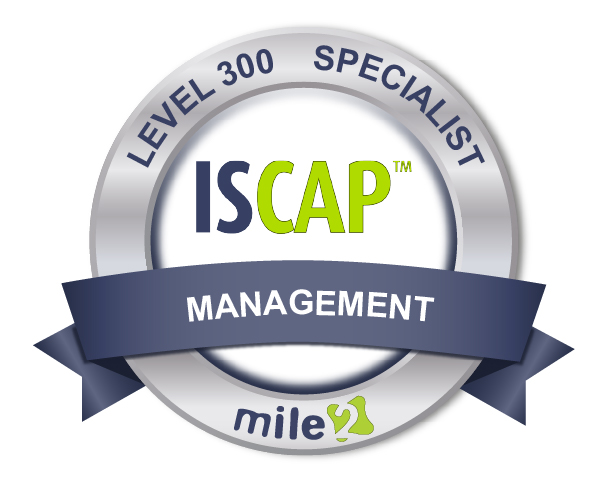 LEVEL 300 SPECIALIST
ISCAP™
MANAGEMENT
mile2